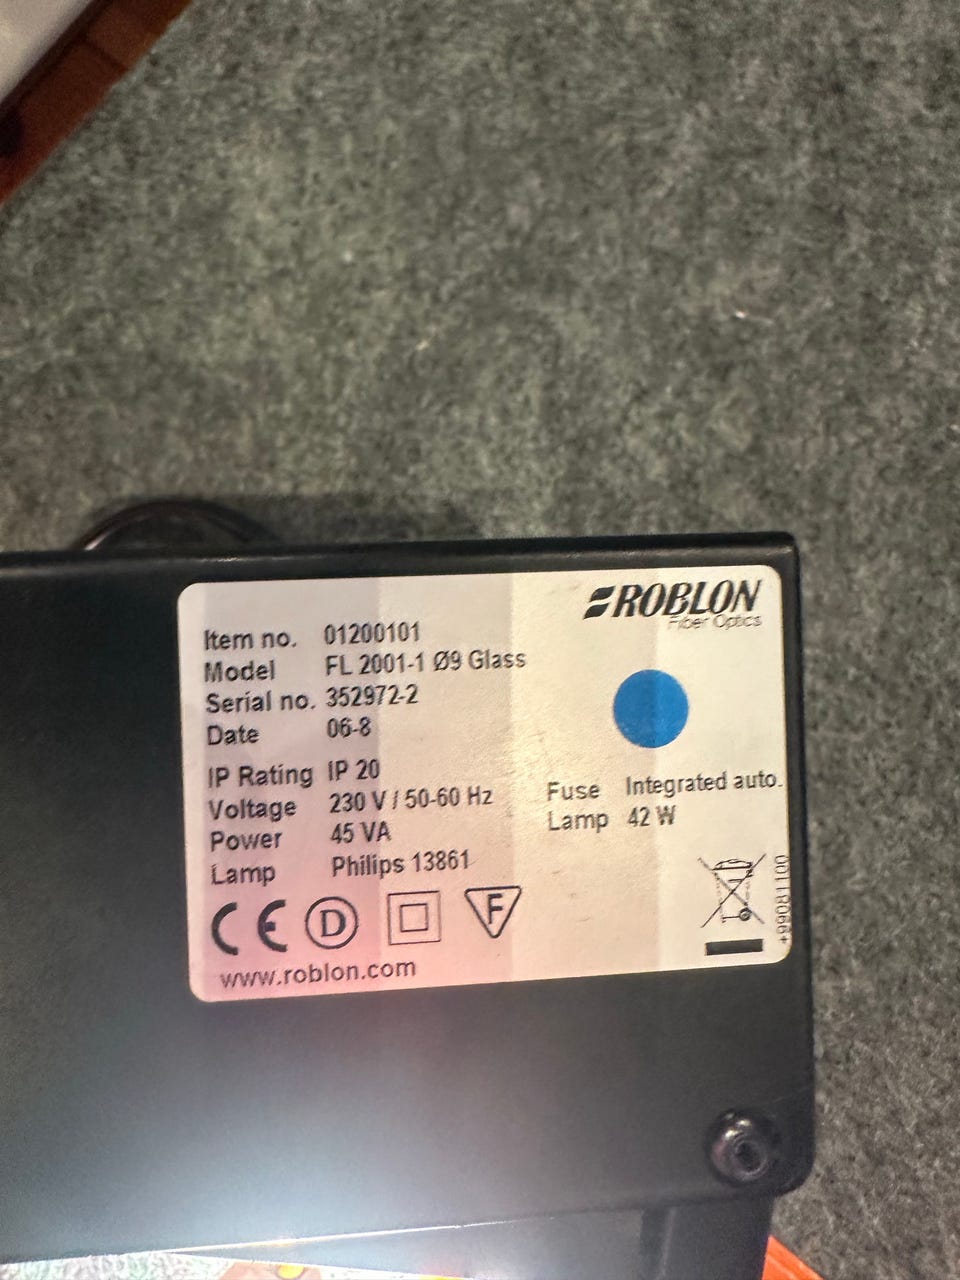 ROBLON
Fiber Optics
Item no. 01200101
Model FL 2001-1 Ø9 Glass
Serial no. 352972-2
Date 06-8
IP Rating IP 20
Voltage 230 V / 50-60 Hz
Power 45 VA
Lamp Philips 13861
Fuse Integrated auto.
Lamp 42 W
CE D F
www.roblon.com
+99081100